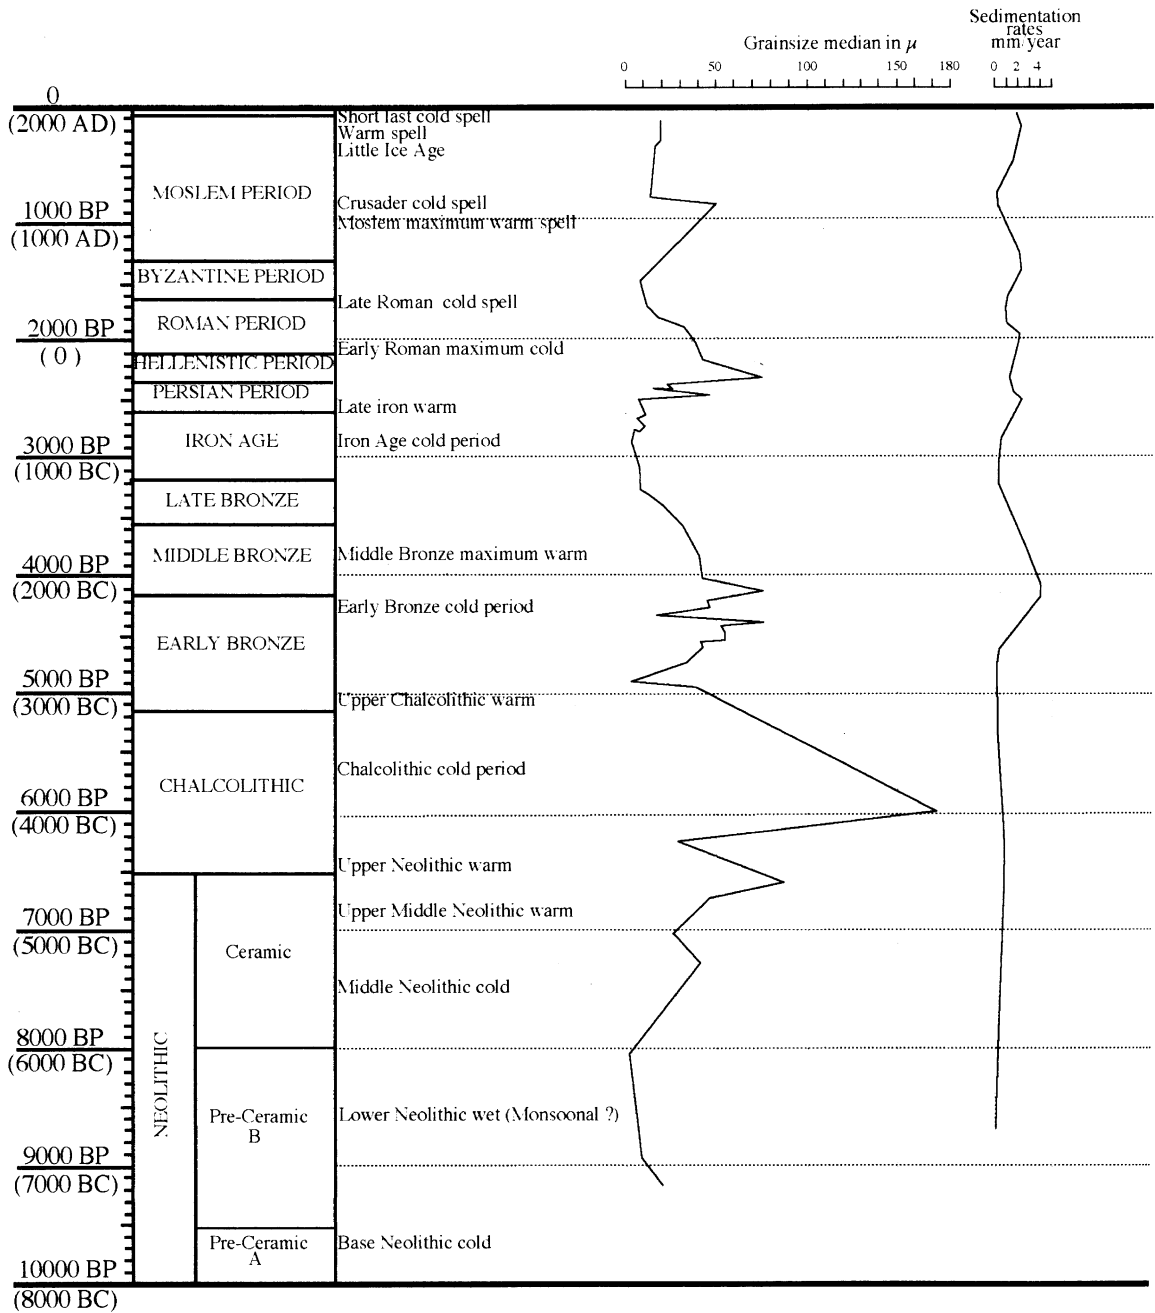 Sedimentation
rates
mm/year
Grainsize median in μ
0 50 100 150 180
0 2 4
0
(2000 AD)
1000 BP
(1000 AD)
2000 BP
( 0 )
3000 BP
(1000 BC)
4000 BP
(2000 BC)
5000 BP
(3000 BC)
6000 BP
(4000 BC)
7000 BP
(5000 BC)
8000 BP
(6000 BC)
9000 BP
(7000 BC)
10000 BP
(8000 BC)
MOSLEM PERIOD
BYZANTINE PERIOD
ROMAN PERIOD
HELLENISTIC PERIOD
PERSIAN PERIOD
IRON AGE
LATE BRONZE
MIDDLE BRONZE
EARLY BRONZE
CHALCOLITHIC
NEOLITHIC
Ceramic
Pre-Ceramic
B
Pre-Ceramic
A
Short last cold spell
Warm spell
Little Ice Age
Crusader cold spell
Moslem maximum warm spell
Late Roman cold spell
Early Roman maximum cold
Late iron warm
Iron Age cold period
Middle Bronze maximum warm
Early Bronze cold period
Upper Chalcolithic warm
Chalcolithic cold period
Upper Neolithic warm
Upper Middle Neolithic warm
Middle Neolithic cold
Lower Neolithic wet (Monsoonal ?)
Base Neolithic cold